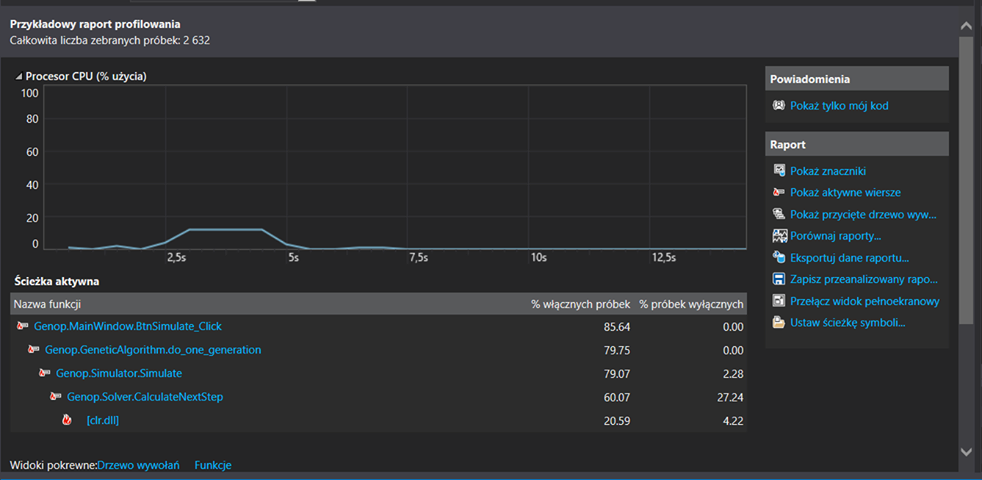 Przykładowy raport profilowania
Całkowita liczba zebranych próbek: 2 632
Procesor CPU (% użycia)
100
80
60
40
20
0
2,5s 5s 7,5s 10s 12,5s
Ścieżka aktywna
Nazwa funkcji % włącznych próbek % próbek wyłącznych
Genop.MainWindow.BtnSimulate_Click 85.64 0.00
Genop.GeneticAlgorithm.do_one_generation 79.75 0.00
Genop.Simulator.Simulate 79.07 2.28
Genop.Solver.CalculateNextStep 60.07 27.24
[clr.dll] 20.59 4.22
Widoki pokrewne:Drzewo wywołań Funkcje
Powiadomienia
Pokaż tylko mój kod
Raport
Pokaż znaczniki
Pokaż aktywne wiersze
Pokaż przycięte drzewo wyw...
Porównaj raporty...
Eksportuj dane raportu...
Zapisz przeanalizowany rapo...
Przełącz widok pełnoekranowy
Ustaw ścieżkę symboli...